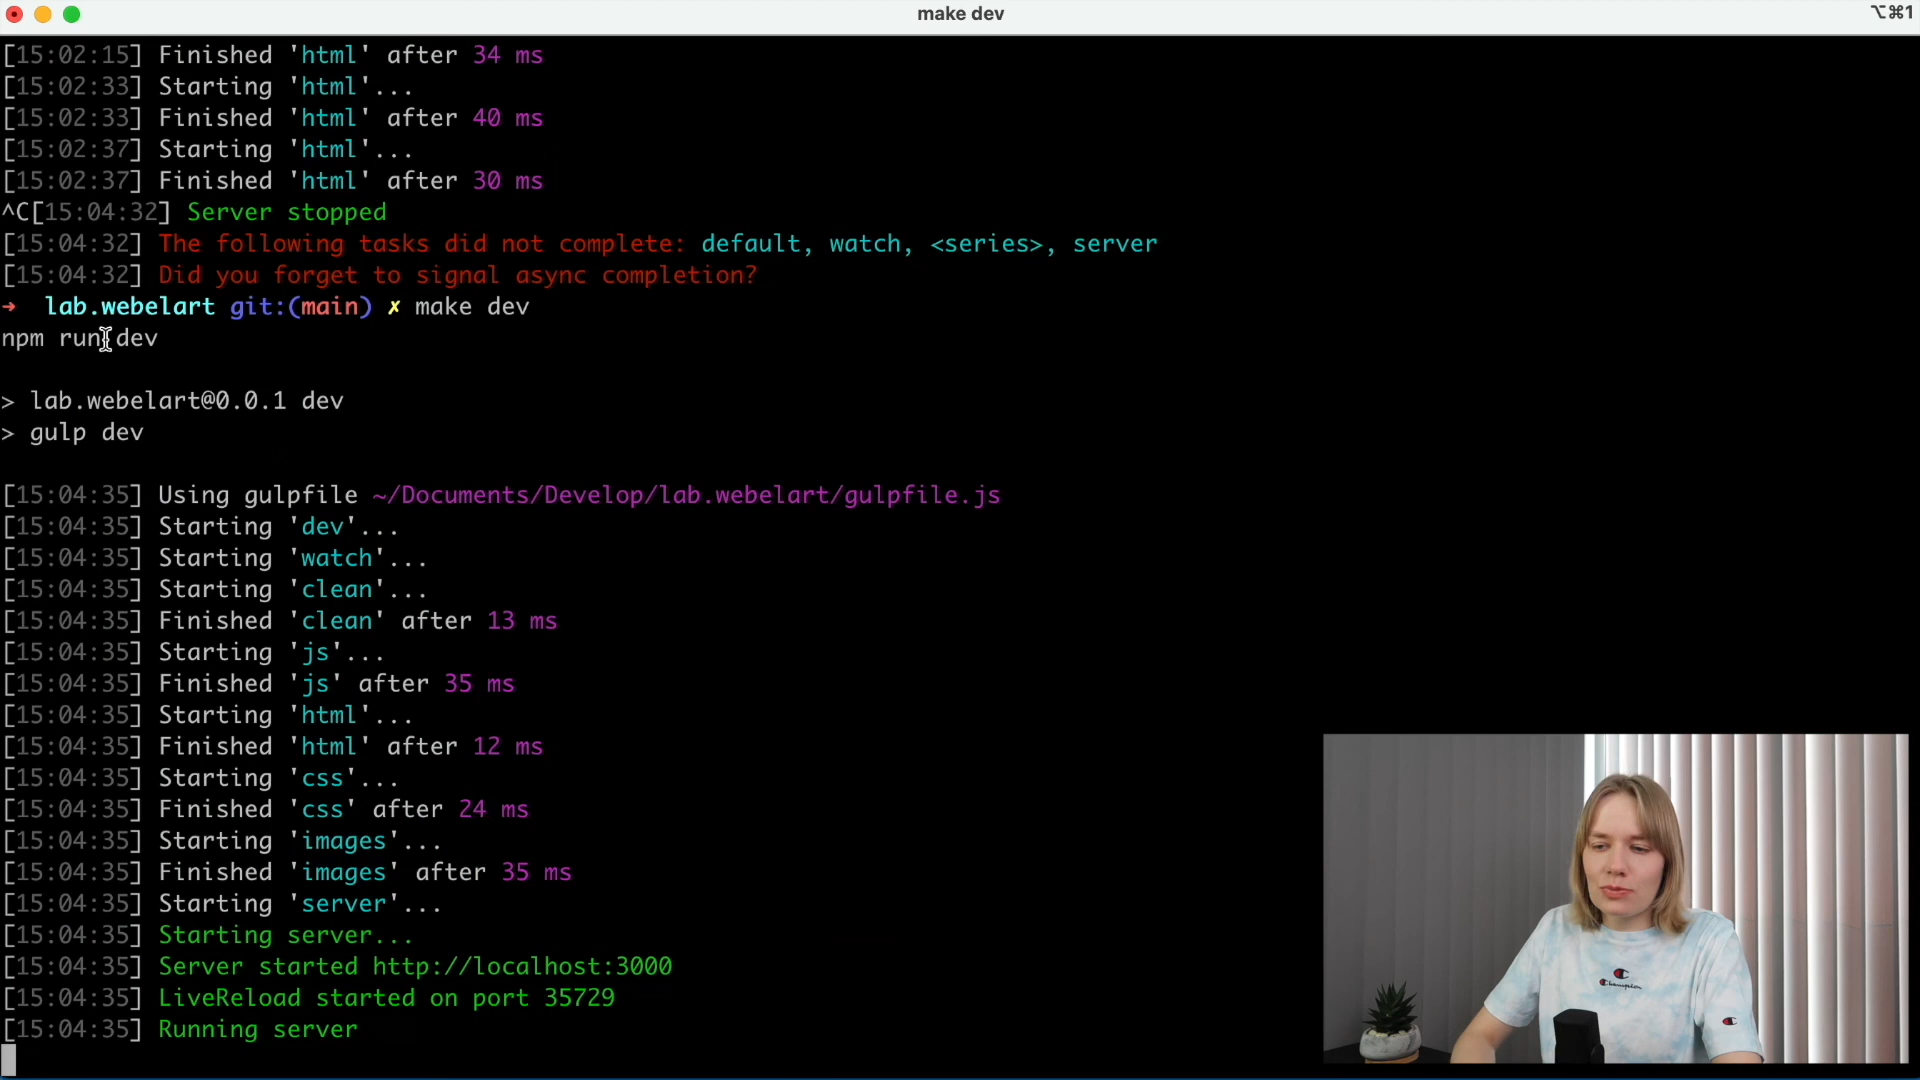 make dev
⌥⌘1
[15:02:15] Finished 'html' after 34 ms
[15:02:33] Starting 'html'...
[15:02:33] Finished 'html' after 40 ms
[15:02:37] Starting 'html'...
[15:02:37] Finished 'html' after 30 ms
^C[15:04:32] Server stopped
[15:04:32] The following tasks did not complete: default, watch, <series>, server
[15:04:32] Did you forget to signal async completion?
➜  lab.webelart git:(main) ✗ make dev
npm run dev
> lab.webelart@0.0.1 dev
> gulp dev
[15:04:35] Using gulpfile ~/Documents/Develop/lab.webelart/gulpfile.js
[15:04:35] Starting 'dev'...
[15:04:35] Starting 'watch'...
[15:04:35] Starting 'clean'...
[15:04:35] Finished 'clean' after 13 ms
[15:04:35] Starting 'js'...
[15:04:35] Finished 'js' after 35 ms
[15:04:35] Starting 'html'...
[15:04:35] Finished 'html' after 12 ms
[15:04:35] Starting 'css'...
[15:04:35] Finished 'css' after 24 ms
[15:04:35] Starting 'images'...
[15:04:35] Finished 'images' after 35 ms
[15:04:35] Starting 'server'...
[15:04:35] Starting server...
[15:04:35] Server started http://localhost:3000
[15:04:35] LiveReload started on port 35729
[15:04:35] Running server
Champion